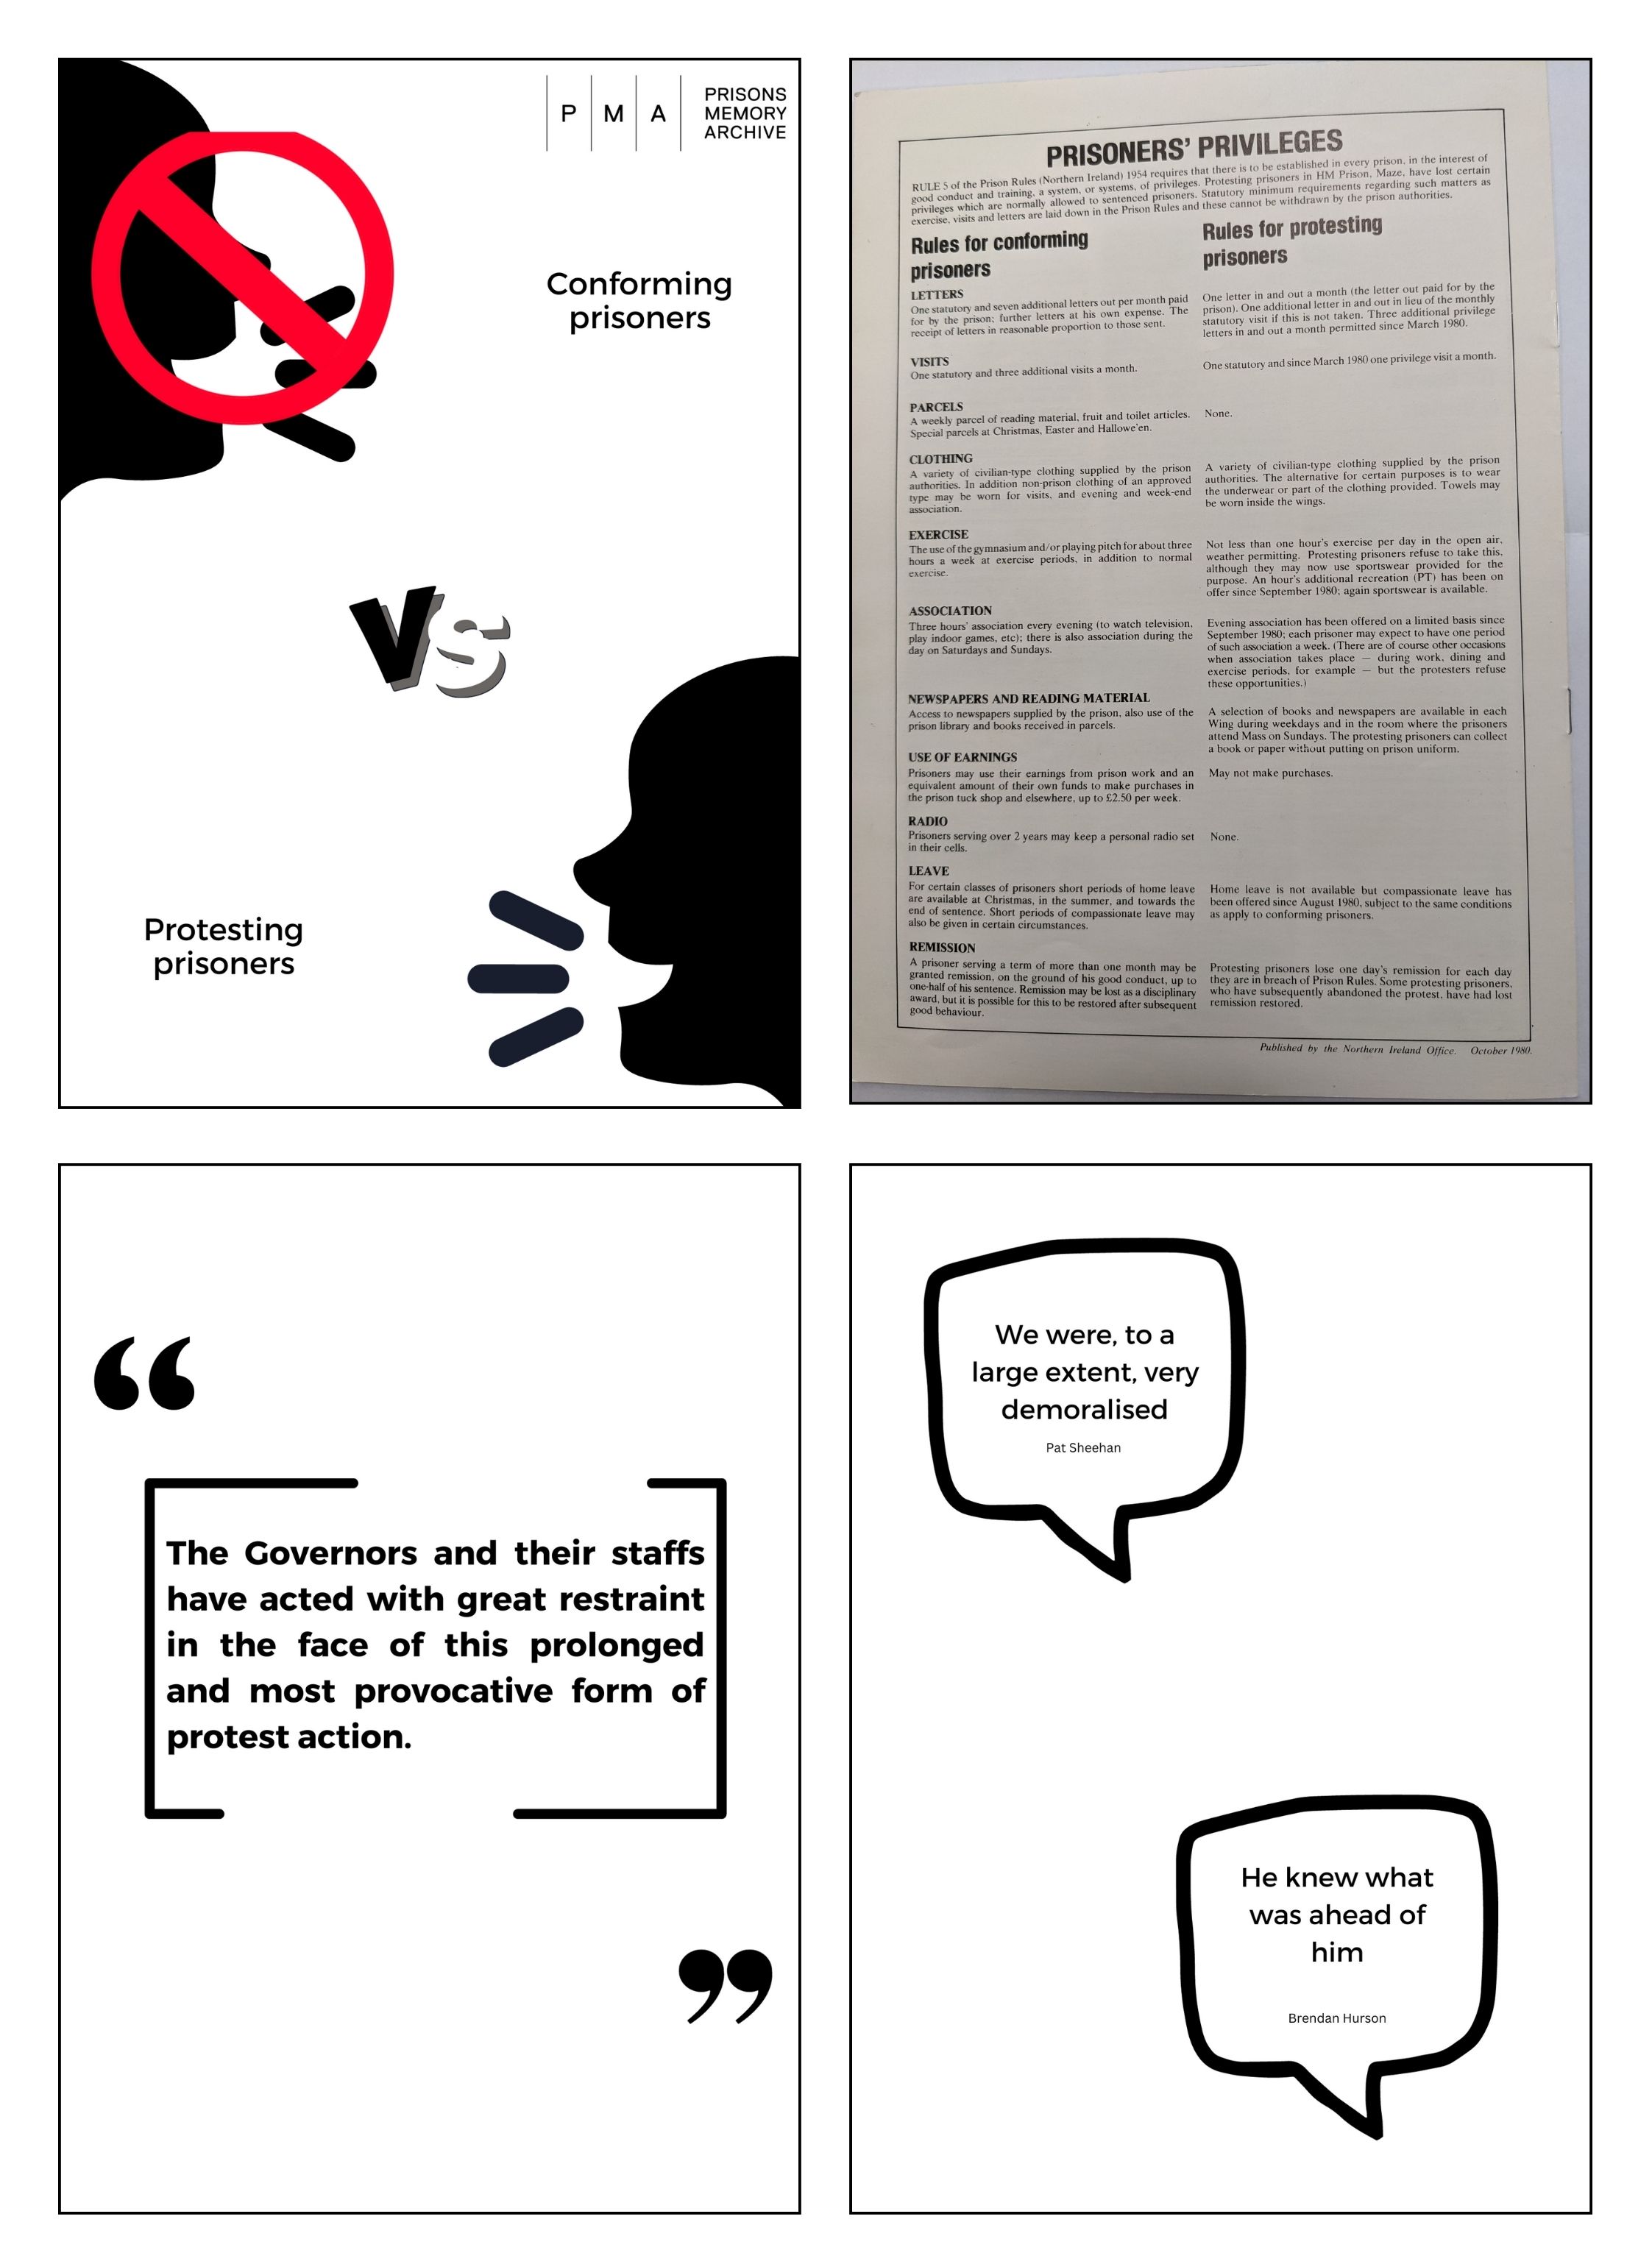 P M A
PRISONS
MEMORY
ARCHIVE
Conforming
prisoners
VS
Protesting
prisoners
PRISONERS' PRIVILEGES
RULE 5 of the Prison Rules (Northern Ireland) 1954 requires that there is to be established in every prison, in the interest of
good conduct and training, a system, or systems, of privileges. Protesting prisoners in HM Prison, Maze, have lost certain
privileges which are normally allowed to sentenced prisoners. Statutory minimum requirements regarding such matters as
exercise, visits and letters are laid down in the Prison Rules and these cannot be withdrawn by the prison authorities.
Rules for conforming
prisoners
Rules for protesting
prisoners
LETTERS
One statutory and seven additional letters out per month paid
for by the prison; further letters at his own expense. The
receipt of letters in reasonable proportion to those sent.
One letter in and out a month (the letter out paid for by the
prison). One additional letter in and out in lieu of the monthly
statutory visit if this is not taken. Three additional privilege
letters in and out a month permitted since March 1980.
VISITS
One statutory and three additional visits a month.
One statutory and since March 1980 one privilege visit a month.
PARCELS
A weekly parcel of reading material, fruit and toilet articles.
Special parcels at Christmas, Easter and Hallowe'en.
None.
CLOTHING
A variety of civilian-type clothing supplied by the prison
authorities. In addition non-prison clothing of an approved
type may be worn for visits, and evening and week-end
association.
A variety of civilian-type clothing supplied by the prison
authorities. The alternative for certain purposes is to wear
the underwear or part of the clothing provided. Towels may
be worn inside the wings.
EXERCISE
The use of the gymnasium and/or playing pitch for about three
hours a week at exercise periods, in addition to normal
exercise.
Not less than one hour's exercise per day in the open air,
weather permitting. Protesting prisoners refuse to take this,
although they may now use sportswear provided for the
purpose. An hour's additional recreation (PT) has been on
offer since September 1980; again sportswear is available.
ASSOCIATION
Three hours' association every evening (to watch television,
play indoor games, etc); there is also association during the
day on Saturdays and Sundays.
Evening association has been offered on a limited basis since
September 1980; each prisoner may expect to have one period
of such association a week. (There are of course other occasions
when association takes place — during work, dining and
exercise periods, for example — but the protesters refuse
these opportunities.)
NEWSPAPERS AND READING MATERIAL
Access to newspapers supplied by the prison, also use of the
prison library and books received in parcels.
A selection of books and newspapers are available in each
Wing during weekdays and in the room where the prisoners
attend Mass on Sundays. The protesting prisoners can collect
a book or paper without putting on prison uniform.
USE OF EARNINGS
Prisoners may use their earnings from prison work and an
equivalent amount of their own funds to make purchases in
the prison tuck shop and elsewhere, up to £2.50 per week.
May not make purchases.
RADIO
Prisoners serving over 2 years may keep a personal radio set
in their cells.
None.
LEAVE
For certain classes of prisoners short periods of home leave
are available at Christmas, in the summer, and towards the
end of sentence. Short periods of compassionate leave may
also be given in certain circumstances.
Home leave is not available but compassionate leave has
been offered since August 1980, subject to the same conditions
as apply to conforming prisoners.
REMISSION
A prisoner serving a term of more than one month may be
granted remission, on the ground of his good conduct, up to
one-half of his sentence. Remission may be lost as a disciplinary
award, but it is possible for this to be restored after subsequent
good behaviour.
Protesting prisoners lose one day's remission for each day
they are in breach of Prison Rules. Some protesting prisoners,
who have subsequently abandoned the protest, have had lost
remission restored.
Published by the Northern Ireland Office. October 1980.
“
The Governors and their staffs
have acted with great restraint
in the face of this prolonged
and most provocative form of
protest action.
”
We were, to a
large extent, very
demoralised
Pat Sheehan
He knew what
was ahead of
him
Brendan Hurson